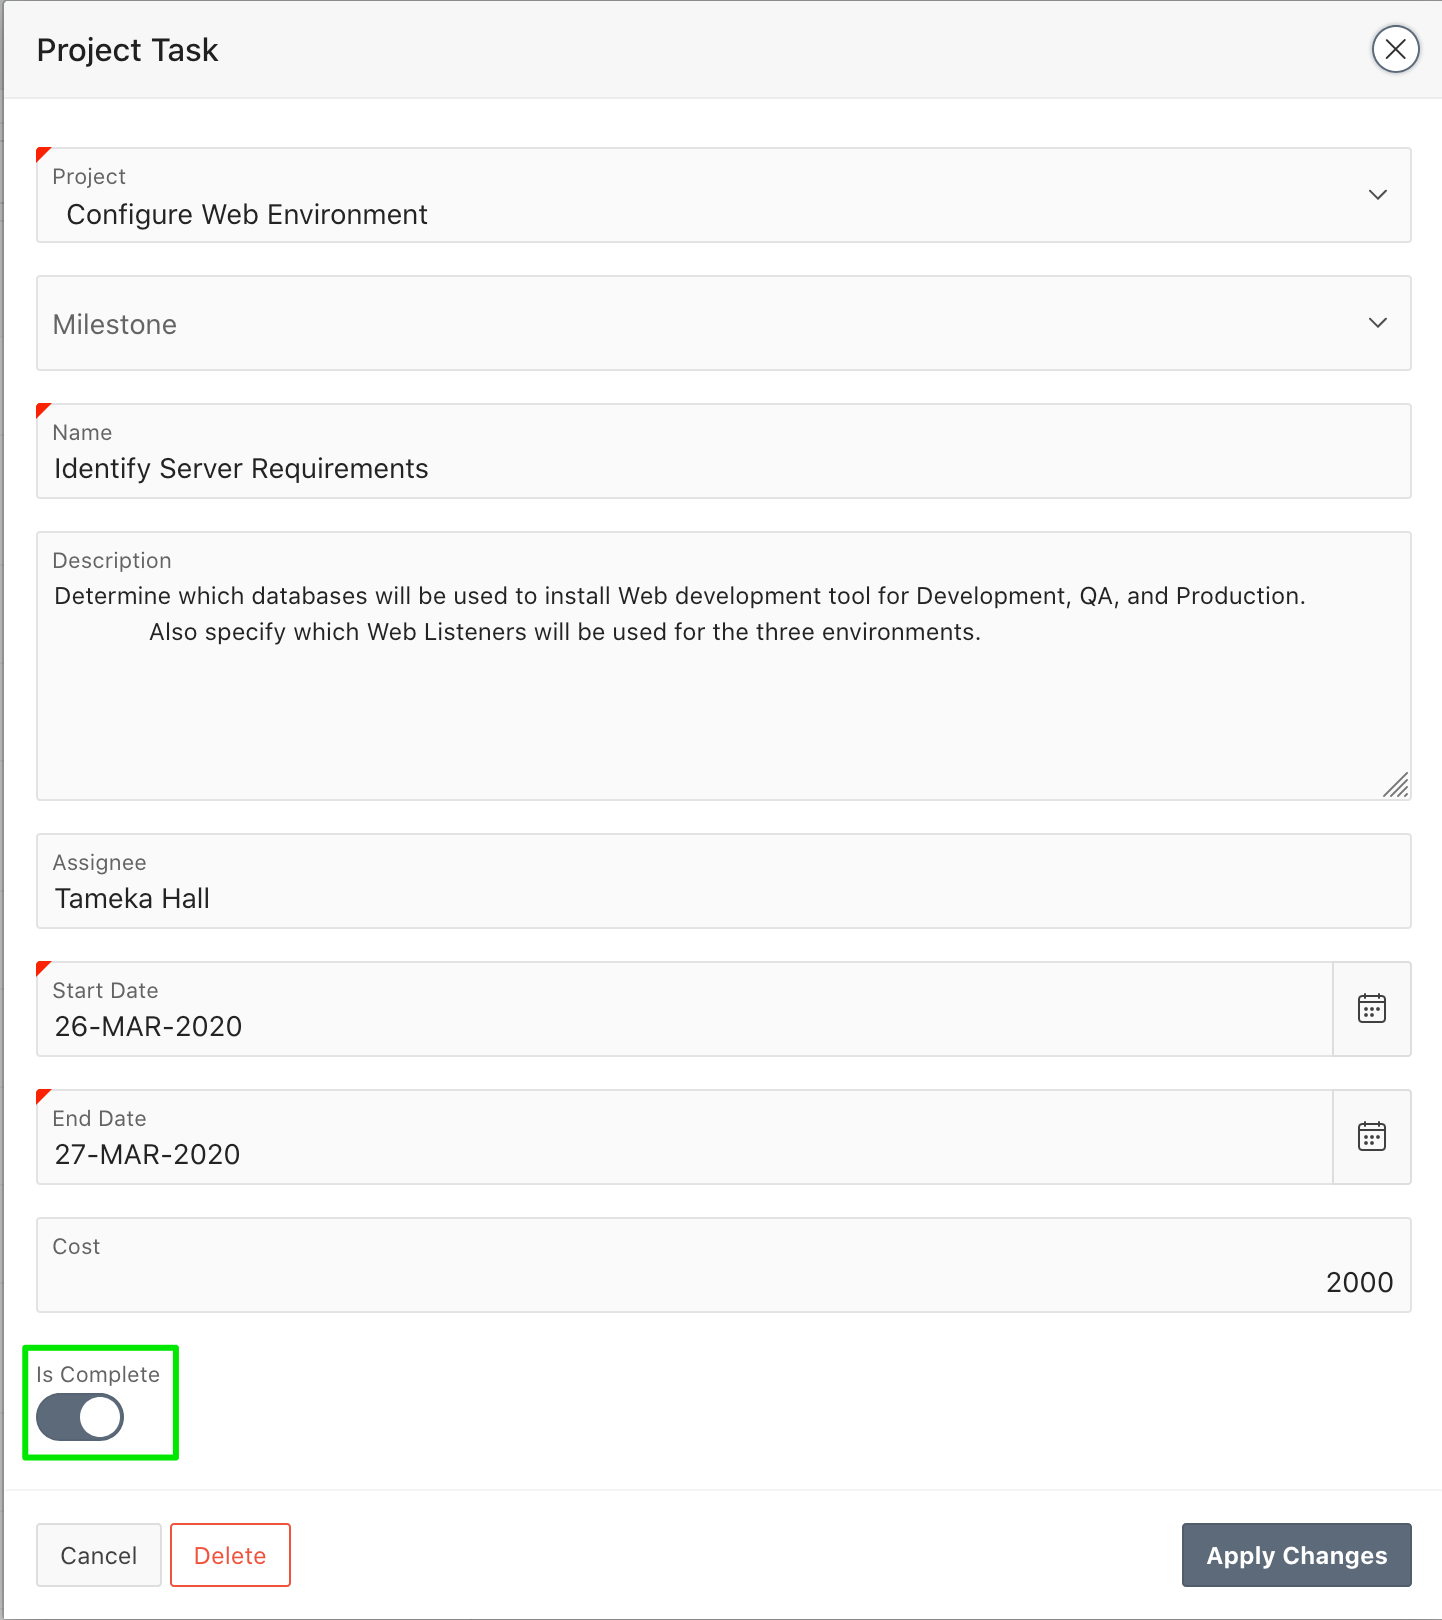 Project Task
Project
Configure Web Environment
Milestone
Name
Identify Server Requirements
Description
Determine which databases will be used to install Web development tool for Development, QA, and Production.
Also specify which Web Listeners will be used for the three environments.
Assignee
Tameka Hall
Start Date
26-MAR-2020
End Date
27-MAR-2020
Cost
2000
Is Complete
Cancel Delete Apply Changes